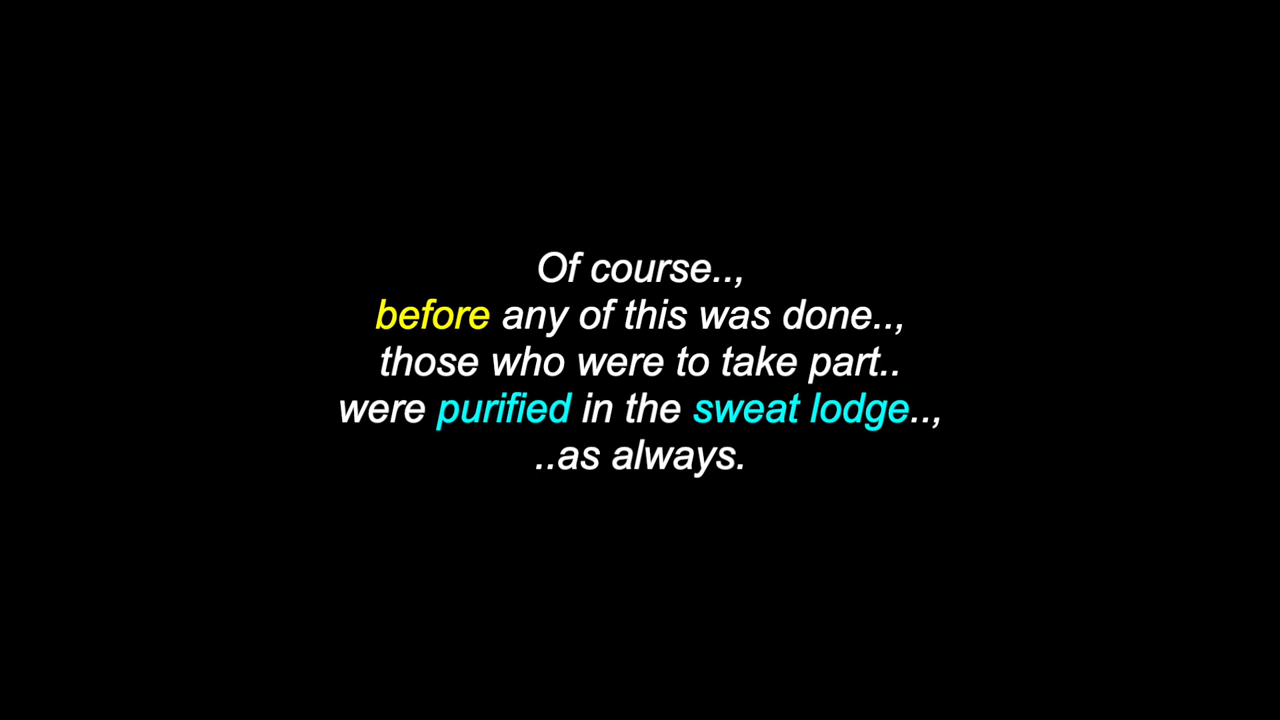 Of course..,
before any of this was done..,
those who were to take part..
were purified in the sweat lodge..,
..as always.